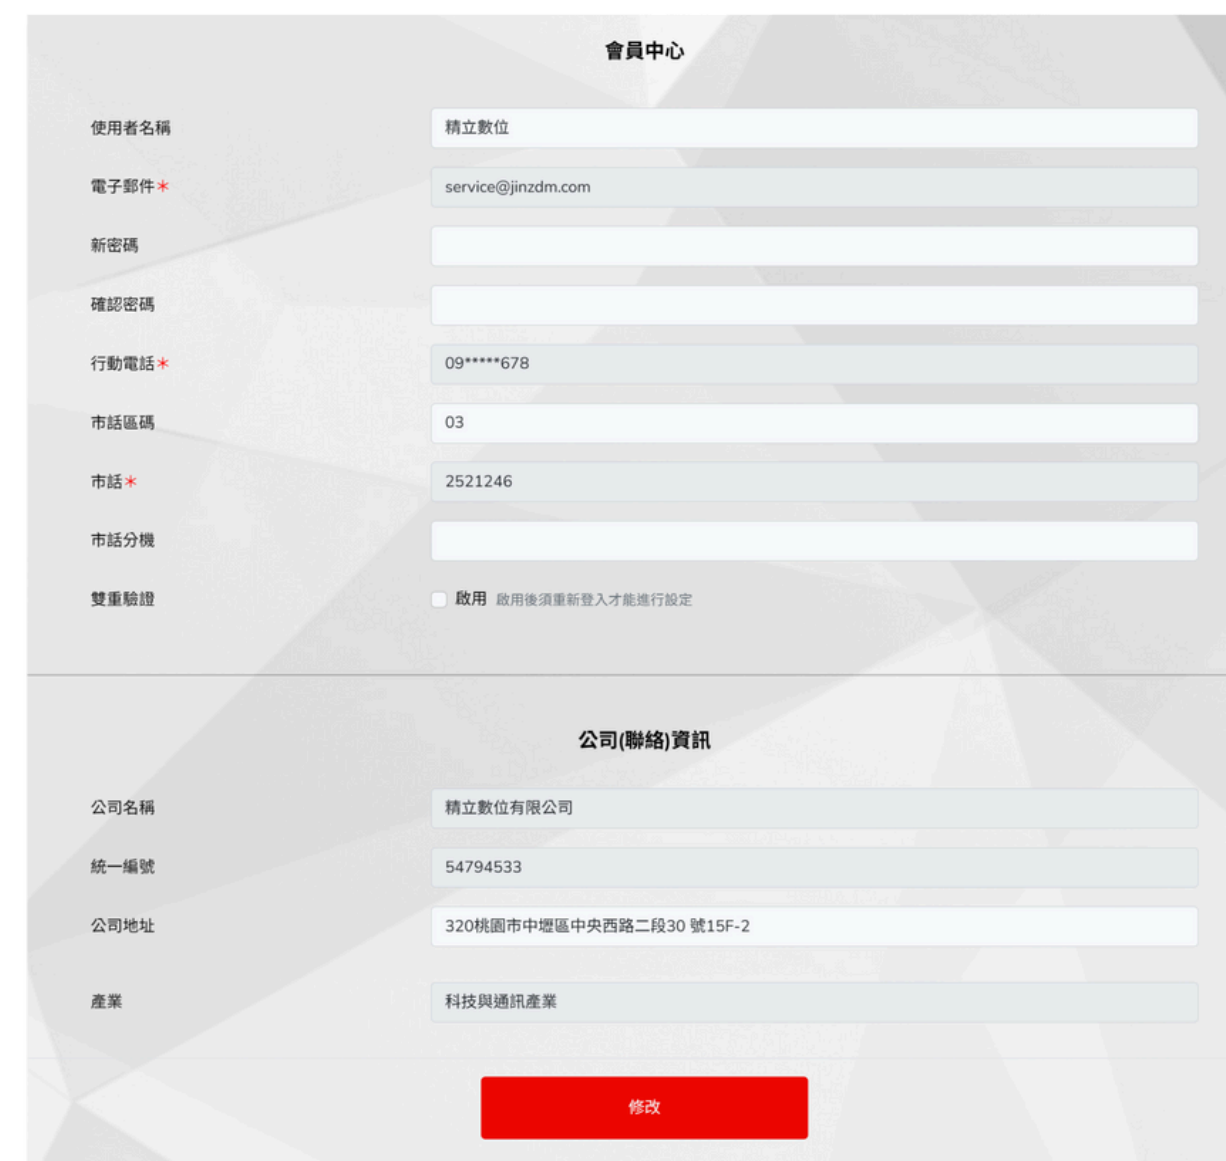 會員中心
使用者名稱 精立數位
電子郵件* service@jinzdm.com
新密碼
確認密碼
行動電話* 09*****678
市話區碼 03
市話* 2521246
市話分機
雙重驗證 啟用 啟用後須重新登入才能進行設定
公司(聯絡)資訊
公司名稱 精立數位有限公司
統一編號 54794533
公司地址 320桃園市中壢區中央西路二段30 號15F-2
產業 科技與通訊產業
修改